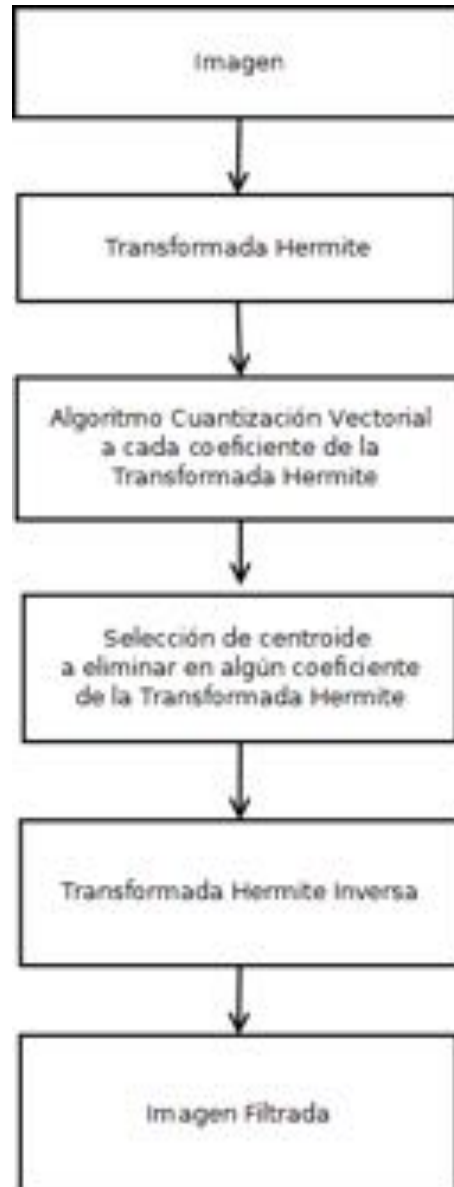 Imagen
Transformada Hermite
Algoritmo Cuantización Vectorial
a cada coeficiente de la
Transformada Hermite
Selección de centroide
a eliminar en algún coeficiente
de la Transformada Hermite
Transformada Hermite Inversa
Imagen Filtrada